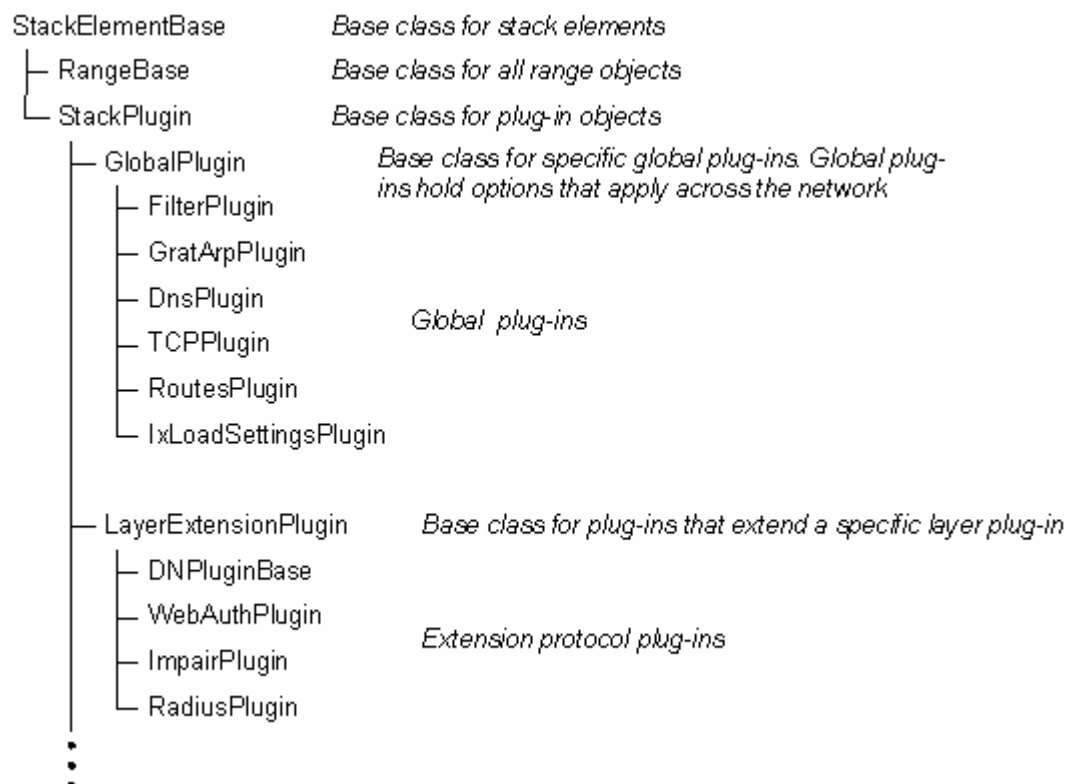 StackElementBase Base class for stack elements
RangeBase Base class for all range objects
StackPlugin Base class for plug-in objects
GlobalPlugin Base class for specific global plug-ins. Global plug-
ins hold options that apply across the network
FilterPlugin
GratArpPlugin
DnsPlugin
Global plug-ins
TCPPlugin
RoutesPlugin
IxLoadSettingsPlugin
LayerExtensionPlugin Base class for plug-ins that extend a specific layer plug-in
DNPluginBase
WebAuthPlugin
Extension protocol plug-ins
ImpairPlugin
RadiusPlugin